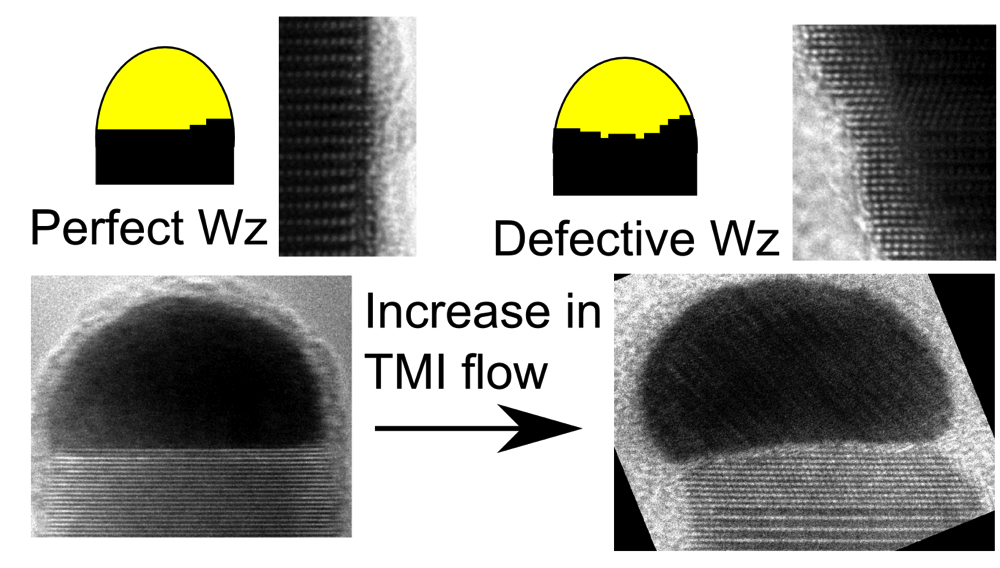 Perfect Wz
Defective Wz
Increase in
TMI flow